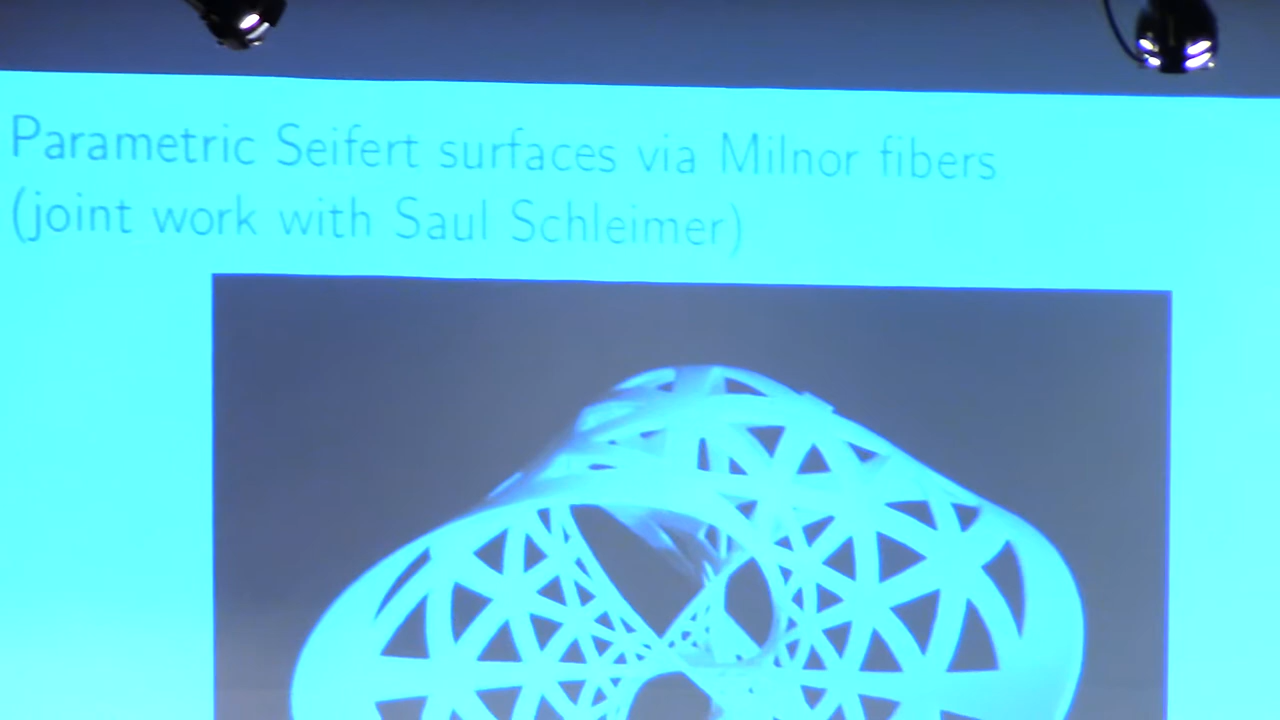 Parametric Seifert surfaces via Milnor fibers
(joint work with Saul Schleimer)